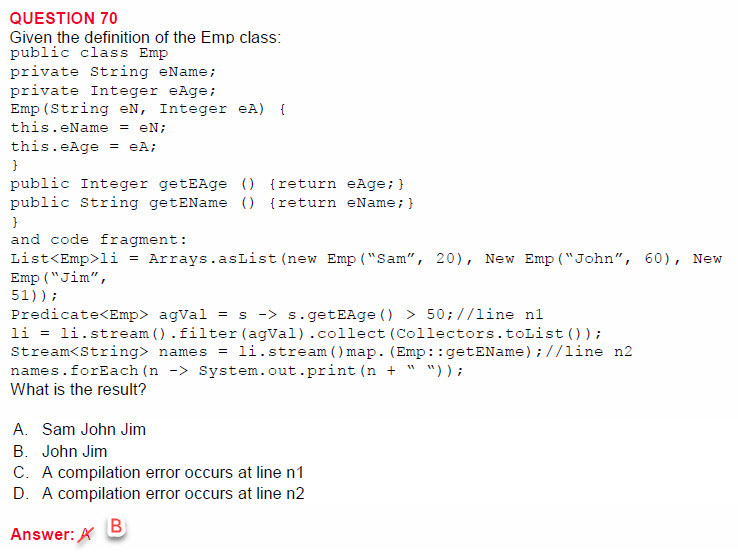 QUESTION 70
Given the definition of the Emp class:
public class Emp
private String eName;
private Integer eAge;
Emp(String eN, Integer eA) {
this.eName = eN;
this.eAge = eA;
}
public Integer getEAge () {return eAge;}
public String getEName () {return eName;}
}
and code fragment:
List<Emp>li = Arrays.asList(new Emp(“Sam”, 20), New Emp(“John”, 60), New
Emp(“Jim”,
51));
Predicate<Emp> agVal = s -> s.getEAge() > 50;//line n1
li = li.stream().filter(agVal).collect(Collectors.toList());
Stream<String> names = li.stream()map.(Emp::getEName);//line n2
names.forEach(n -> System.out.print(n + “ “));
What is the result?
A. Sam John Jim
B. John Jim
C. A compilation error occurs at line n1
D. A compilation error occurs at line n2
Answer: A B